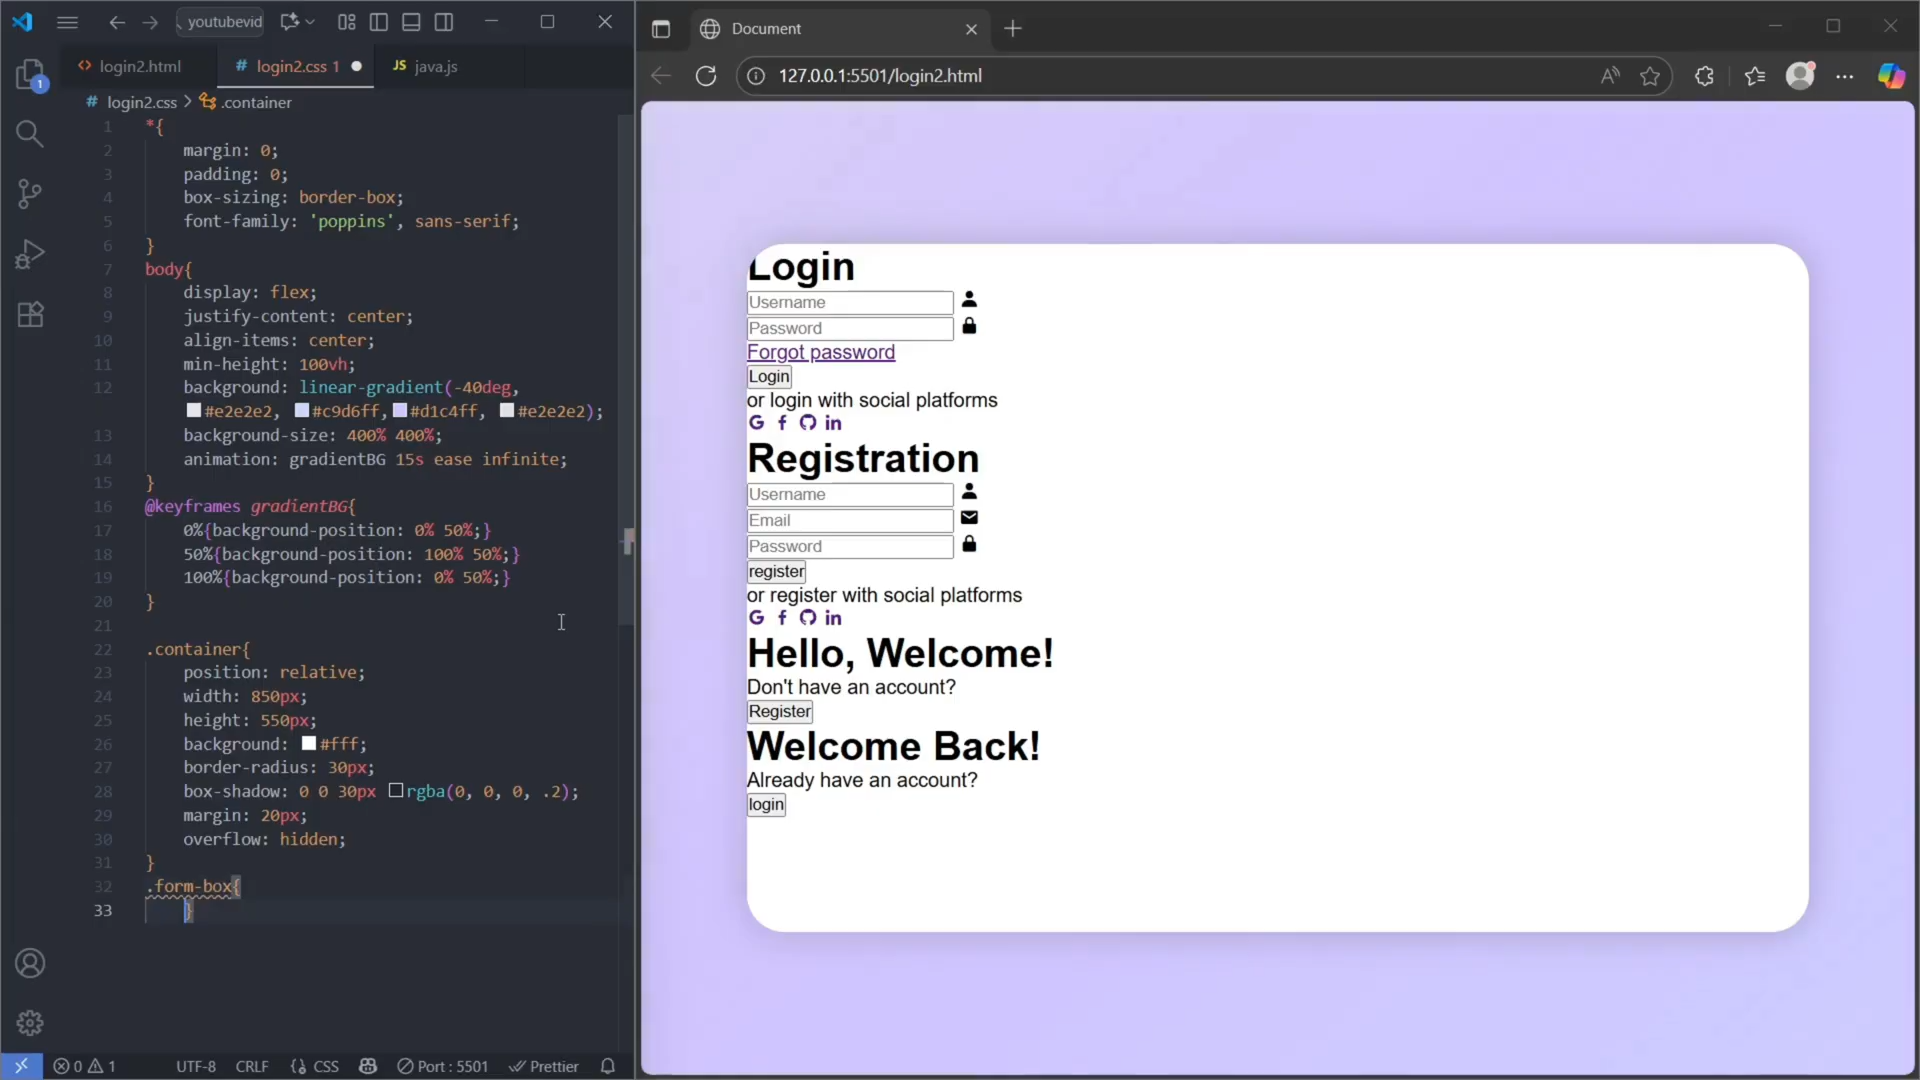 youtubevid
login2.html
# login2.css 1
JS java.js
# login2.css > .container
1 *{
2 margin: 0;
3 padding: 0;
4 box-sizing: border-box;
5 font-family: 'poppins', sans-serif;
6 }
7 body{
8 display: flex;
9 justify-content: center;
10 align-items: center;
11 min-height: 100vh;
12 background: linear-gradient(-40deg,
#e2e2e2, #c9d6ff, #d1c4ff, #e2e2e2);
13 background-size: 400% 400%;
14 animation: gradientBG 15s ease infinite;
15 }
16 @keyframes gradientBG{
17 0%{background-position: 0% 50%;}
18 50%{background-position: 100% 50%;}
19 100%{background-position: 0% 50%;}
20 }
21
22 .container{
23 position: relative;
24 width: 850px;
25 height: 550px;
26 background: #fff;
27 border-radius: 30px;
28 box-shadow: 0 0 30px rgba(0, 0, 0, .2);
29 margin: 20px;
30 overflow: hidden;
31 }
32 .form-box{
33 }
1
0 1 UTF-8 CRLF {} CSS Port : 5501 Prettier
Document
127.0.0.1:5501/login2.html
Login
Username
Password
Forgot password
Login
or login with social platforms
Registration
Username
Email
Password
register
or register with social platforms
Hello, Welcome!
Don't have an account?
Register
Welcome Back!
Already have an account?
login